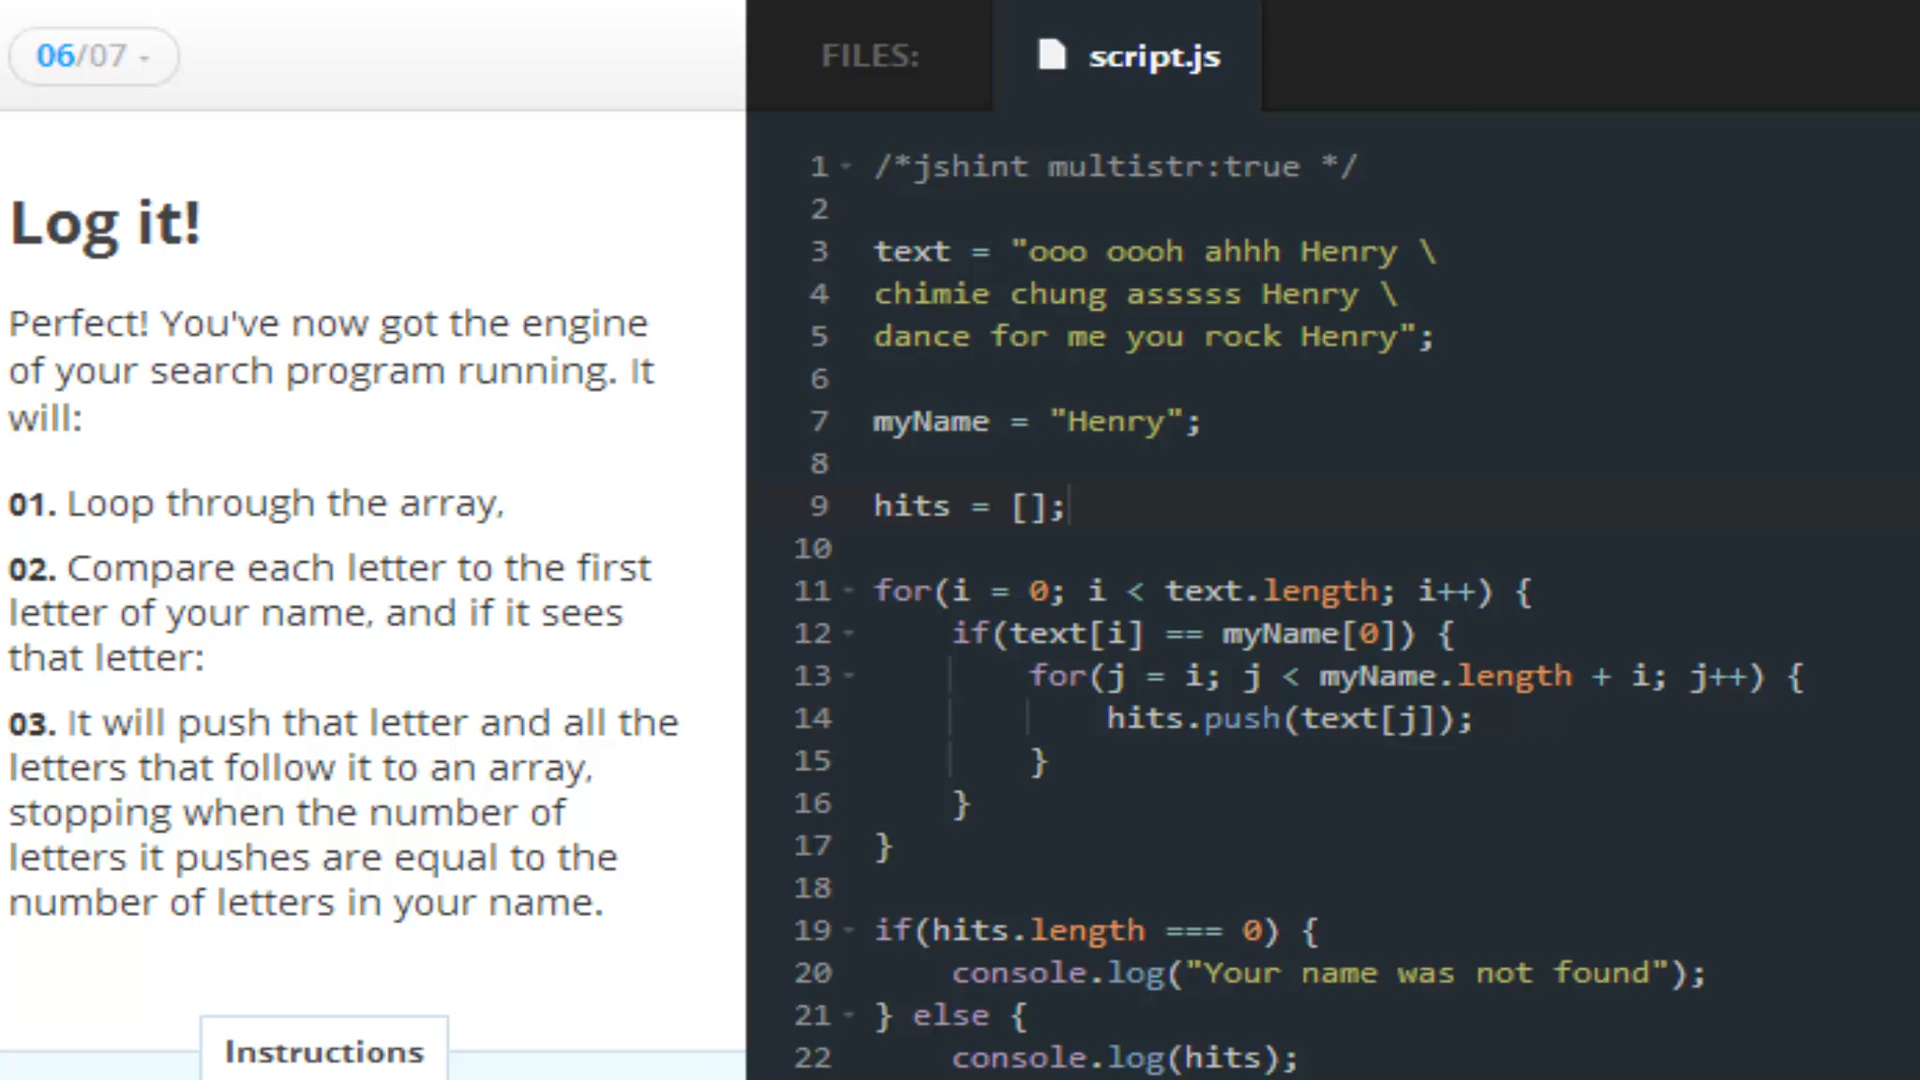 06/07
Log it!
Perfect! You've now got the engine
of your search program running. It
will:
01. Loop through the array,
02. Compare each letter to the first
letter of your name, and if it sees
that letter:
03. It will push that letter and all the
letters that follow it to an array,
stopping when the number of
letters it pushes are equal to the
number of letters in your name.
Instructions
FILES:
script.js
1 /*jshint multistr:true */
2
3 text = "ooo oooh ahhh Henry \
4 chimie chung asssss Henry \
5 dance for me you rock Henry";
6
7 myName = "Henry";
8
9 hits = [];
10
11 for(i = 0; i < text.length; i++) {
12 if(text[i] == myName[0]) {
13 for(j = i; j < myName.length + i; j++) {
14 hits.push(text[j]);
15 }
16 }
17 }
18
19 if(hits.length === 0) {
20 console.log("Your name was not found");
21 } else {
22 console.log(hits);